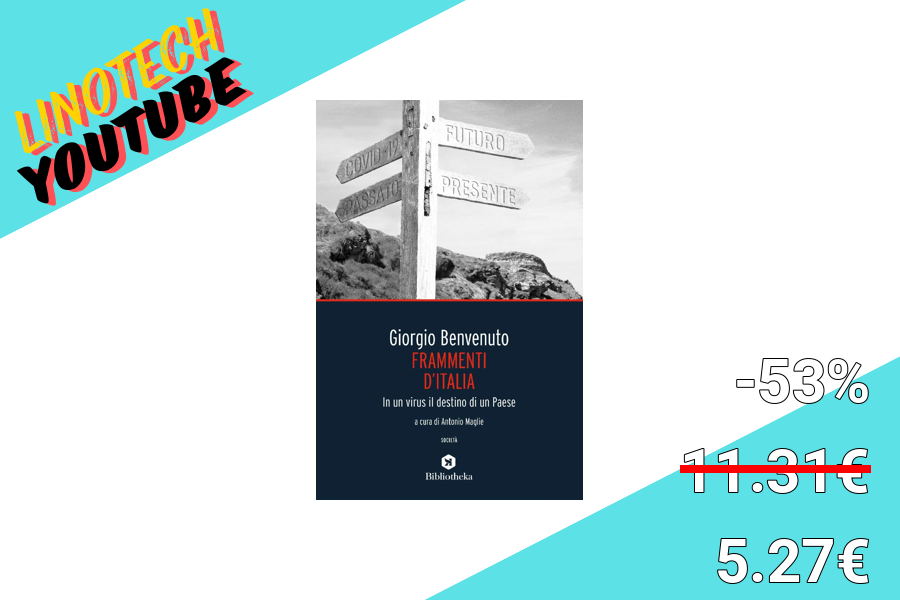 LINOTECH
YOUTUBE
COVID-19
FUTURO
PASSATO
PRESENTE
Giorgio Benvenuto
FRAMMENTI
D'ITALIA
In un virus il destino di un Paese
a cura di Antonio Maglie
SOCIETÀ
Bibliotheka
-53%
11.31€
5.27€